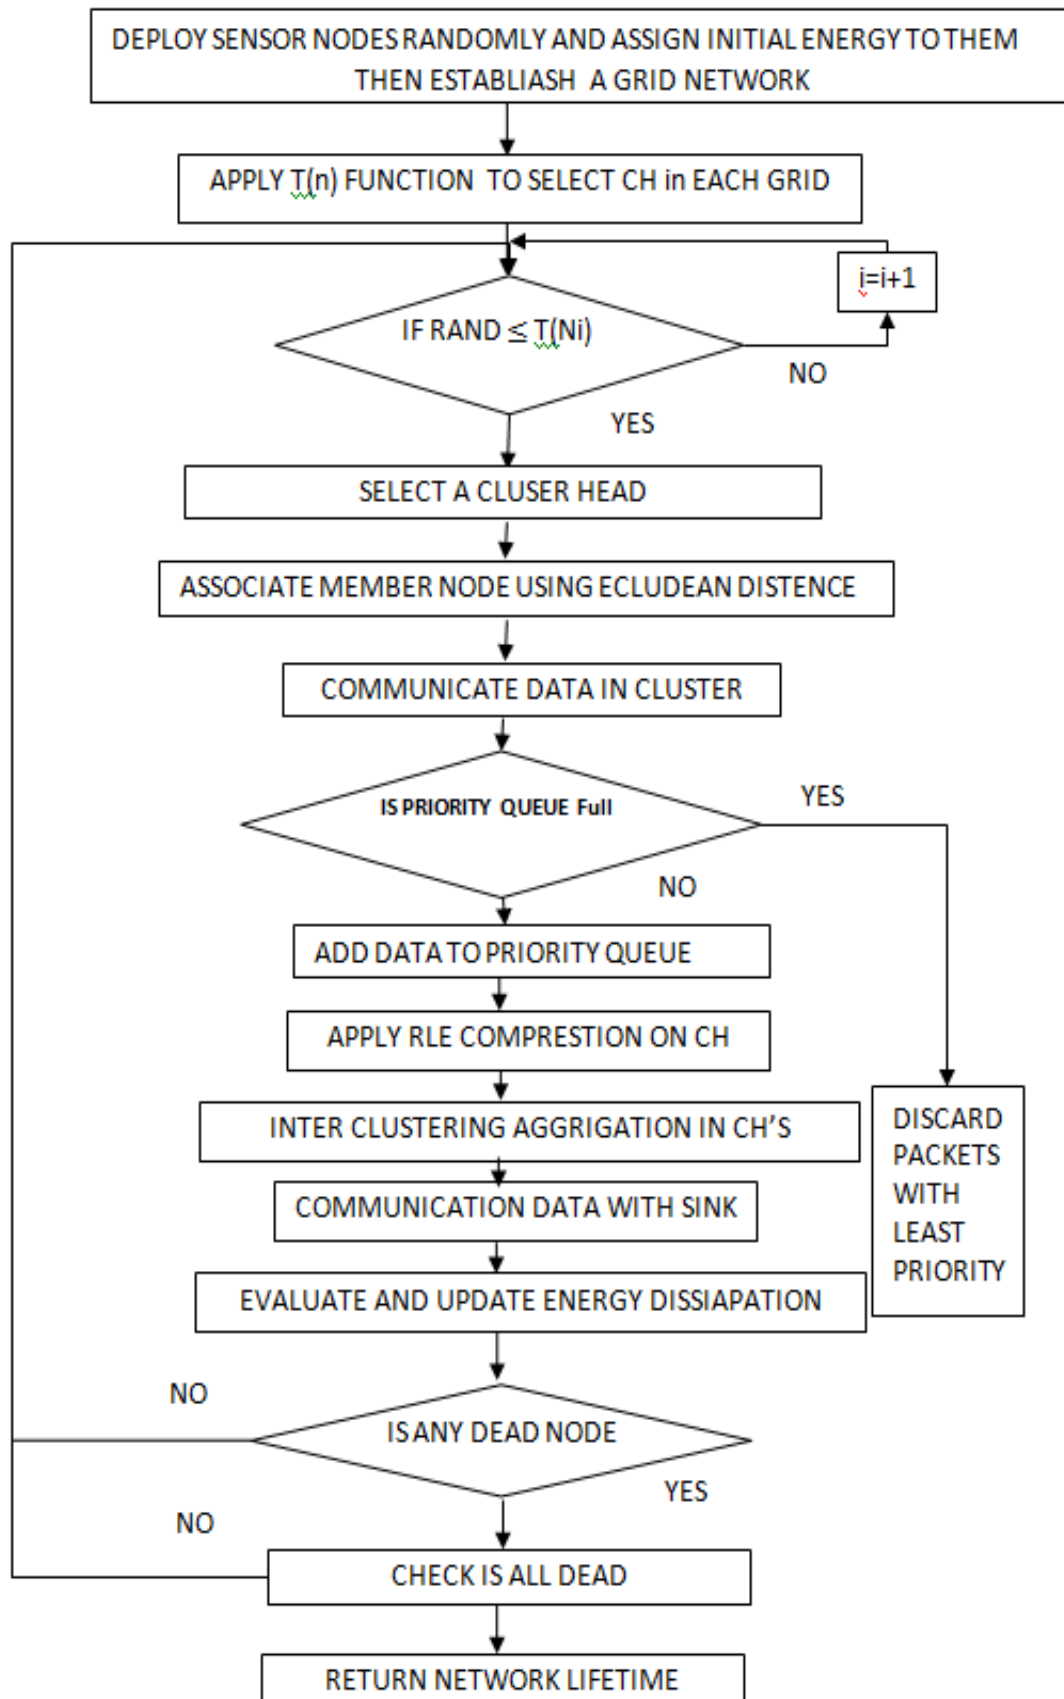 DEPLOY SENSOR NODES RANDOMLY AND ASSIGN INITIAL ENERGY TO THEM
THEN ESTABLIASH A GRID NETWORK
APPLY T(n) FUNCTION TO SELECT CH in EACH GRID
i=i+1
IF RAND ≤ T(Ni)
NO
YES
SELECT A CLUSER HEAD
ASSOCIATE MEMBER NODE USING ECLUDEAN DISTENCE
COMMUNICATE DATA IN CLUSTER
IS PRIORITY QUEUE Full
YES
NO
ADD DATA TO PRIORITY QUEUE
APPLY RLE COMPRESTION ON CH
INTER CLUSTERING AGGRIGATION IN CH'S
DISCARD
PACKETS
WITH
LEAST
PRIORITY
COMMUNICATION DATA WITH SINK
EVALUATE AND UPDATE ENERGY DISSIAPATION
NO
IS ANY DEAD NODE
YES
NO
CHECK IS ALL DEAD
RETURN NETWORK LIFETIME